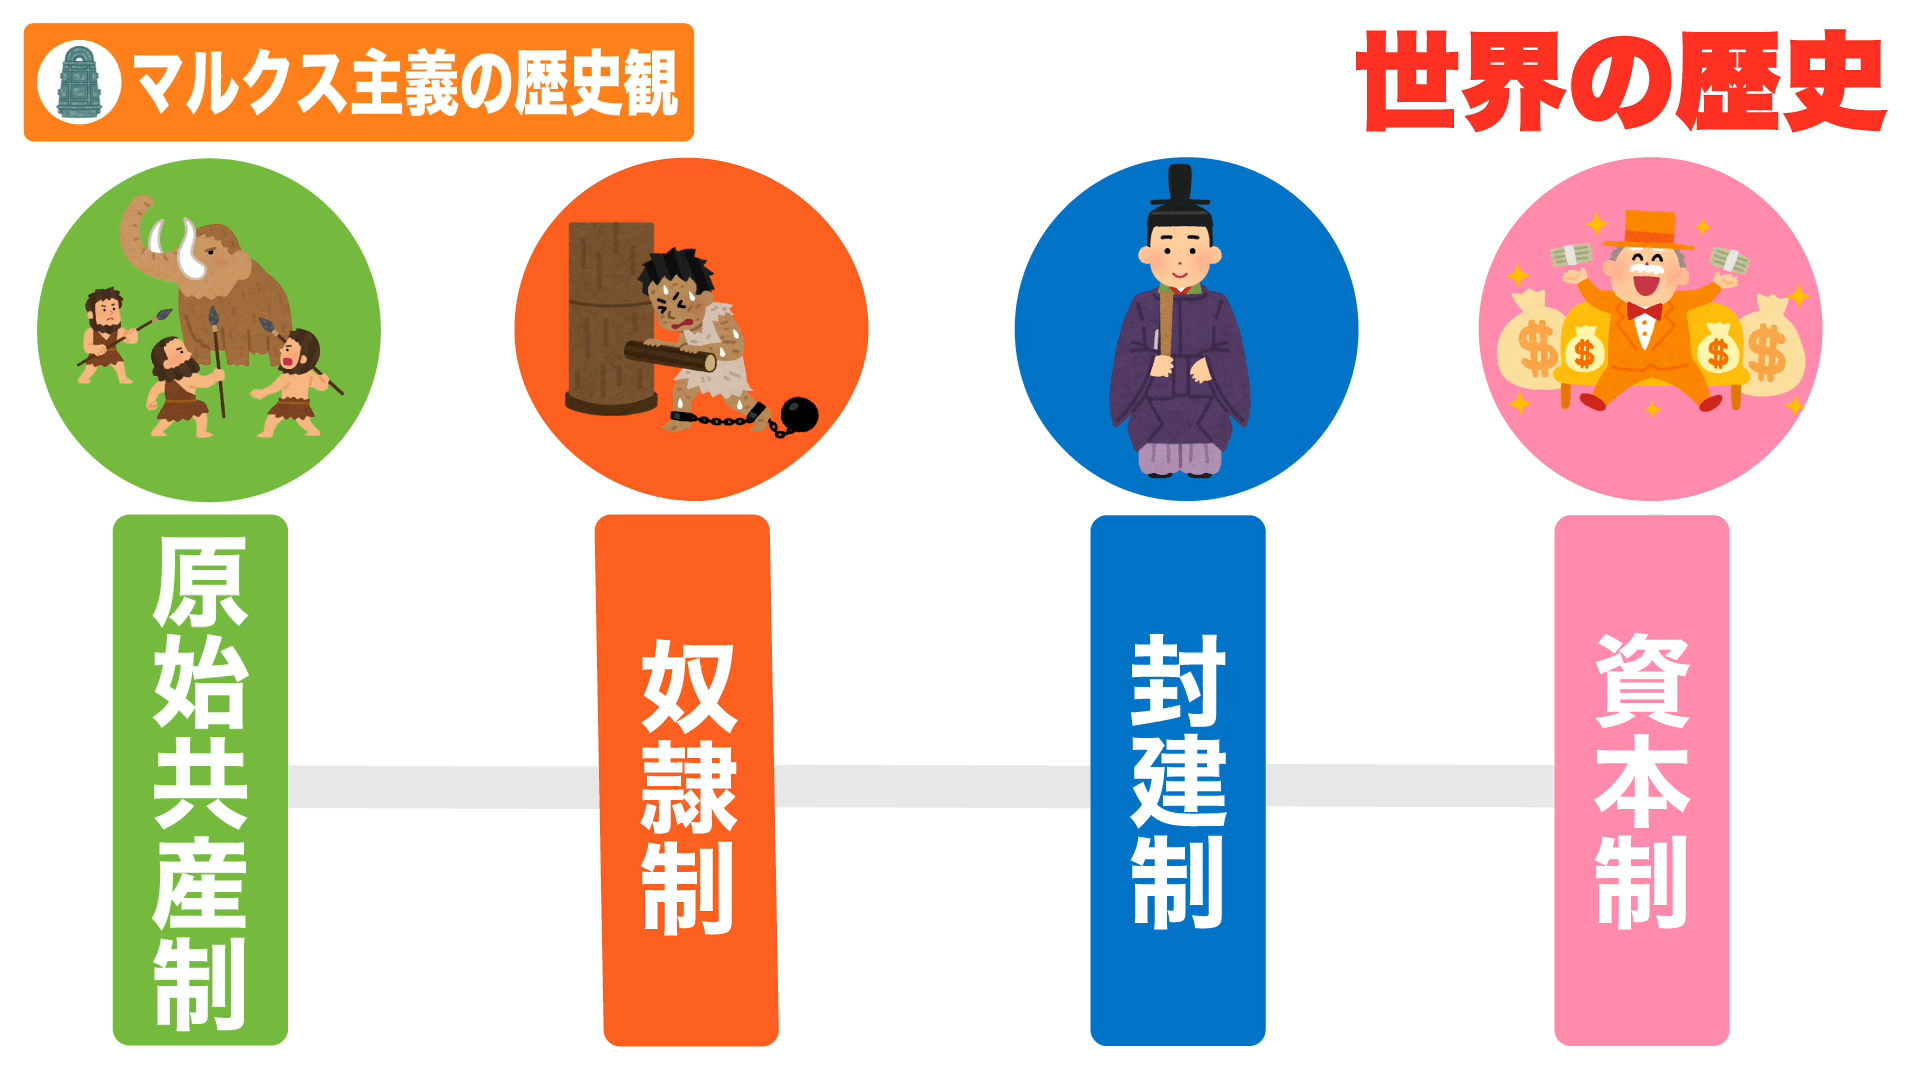 マルクス主義の歴史観
世界の歴史
原始共産制
奴隷制
封建制
資本制